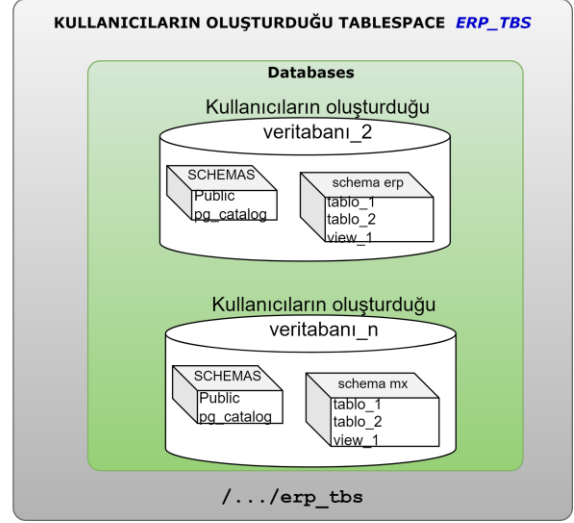 KULLANICILARIN OLUŞTURDUĞU TABLESPACE ERP_TBS
Databases
Kullanıcıların oluşturduğu
veritabanı_2
SCHEMAS
Public
pg_catalog
schema erp
tablo_1
tablo_2
view_1
Kullanıcıların oluşturduğu
veritabanı_n
SCHEMAS
Public
pg_catalog
schema mx
tablo_1
tablo_2
view_1
/.../erp_tbs